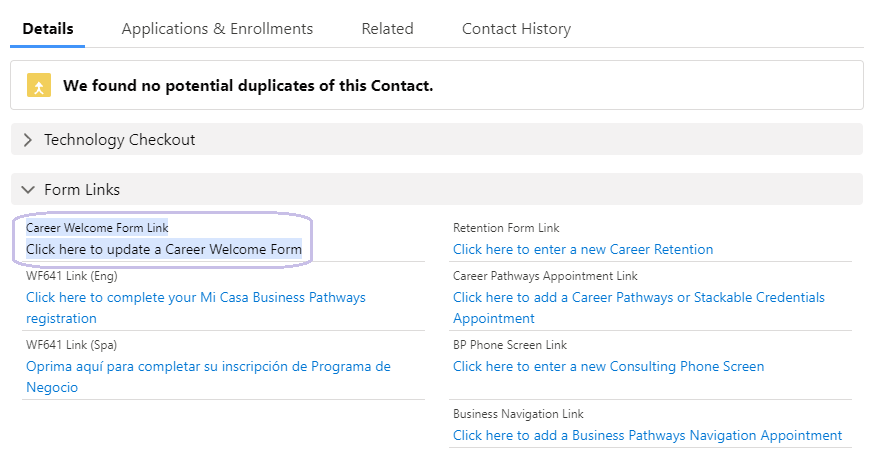 Details
Applications & Enrollments
Related
Contact History
We found no potential duplicates of this Contact.
Technology Checkout
Form Links
Career Welcome Form Link
Click here to update a Career Welcome Form
Retention Form Link
Click here to enter a new Career Retention
WF641 Link (Eng)
Click here to complete your Mi Casa Business Pathways
registration
Career Pathways Appointment Link
Click here to add a Career Pathways or Stackable Credentials
Appointment
WF641 Link (Spa)
Oprima aquí para completar su inscripción de Programa de
Negocio
BP Phone Screen Link
Click here to enter a new Consulting Phone Screen
Business Navigation Link
Click here to add a Business Pathways Navigation Appointment